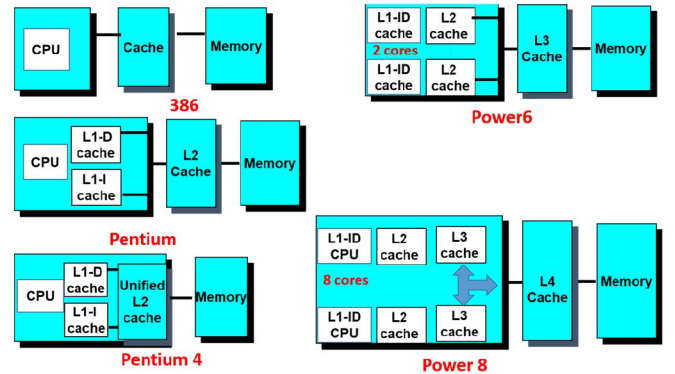 CPU
Cache
Memory
386
CPU
L1-D
cache
L1-I
cache
L2
Cache
Memory
Pentium
CPU
L1-D
cache
L1-I
cache
Unified
L2
cache
Memory
Pentium 4
L1-ID
cache
L2
cache
2 cores
L1-ID
cache
L2
cache
L3
Cache
Memory
Power6
L1-ID
CPU
L2
cache
L3
cache
8 cores
L1-ID
CPU
L2
cache
L3
cache
L4
Cache
Memory
Power 8